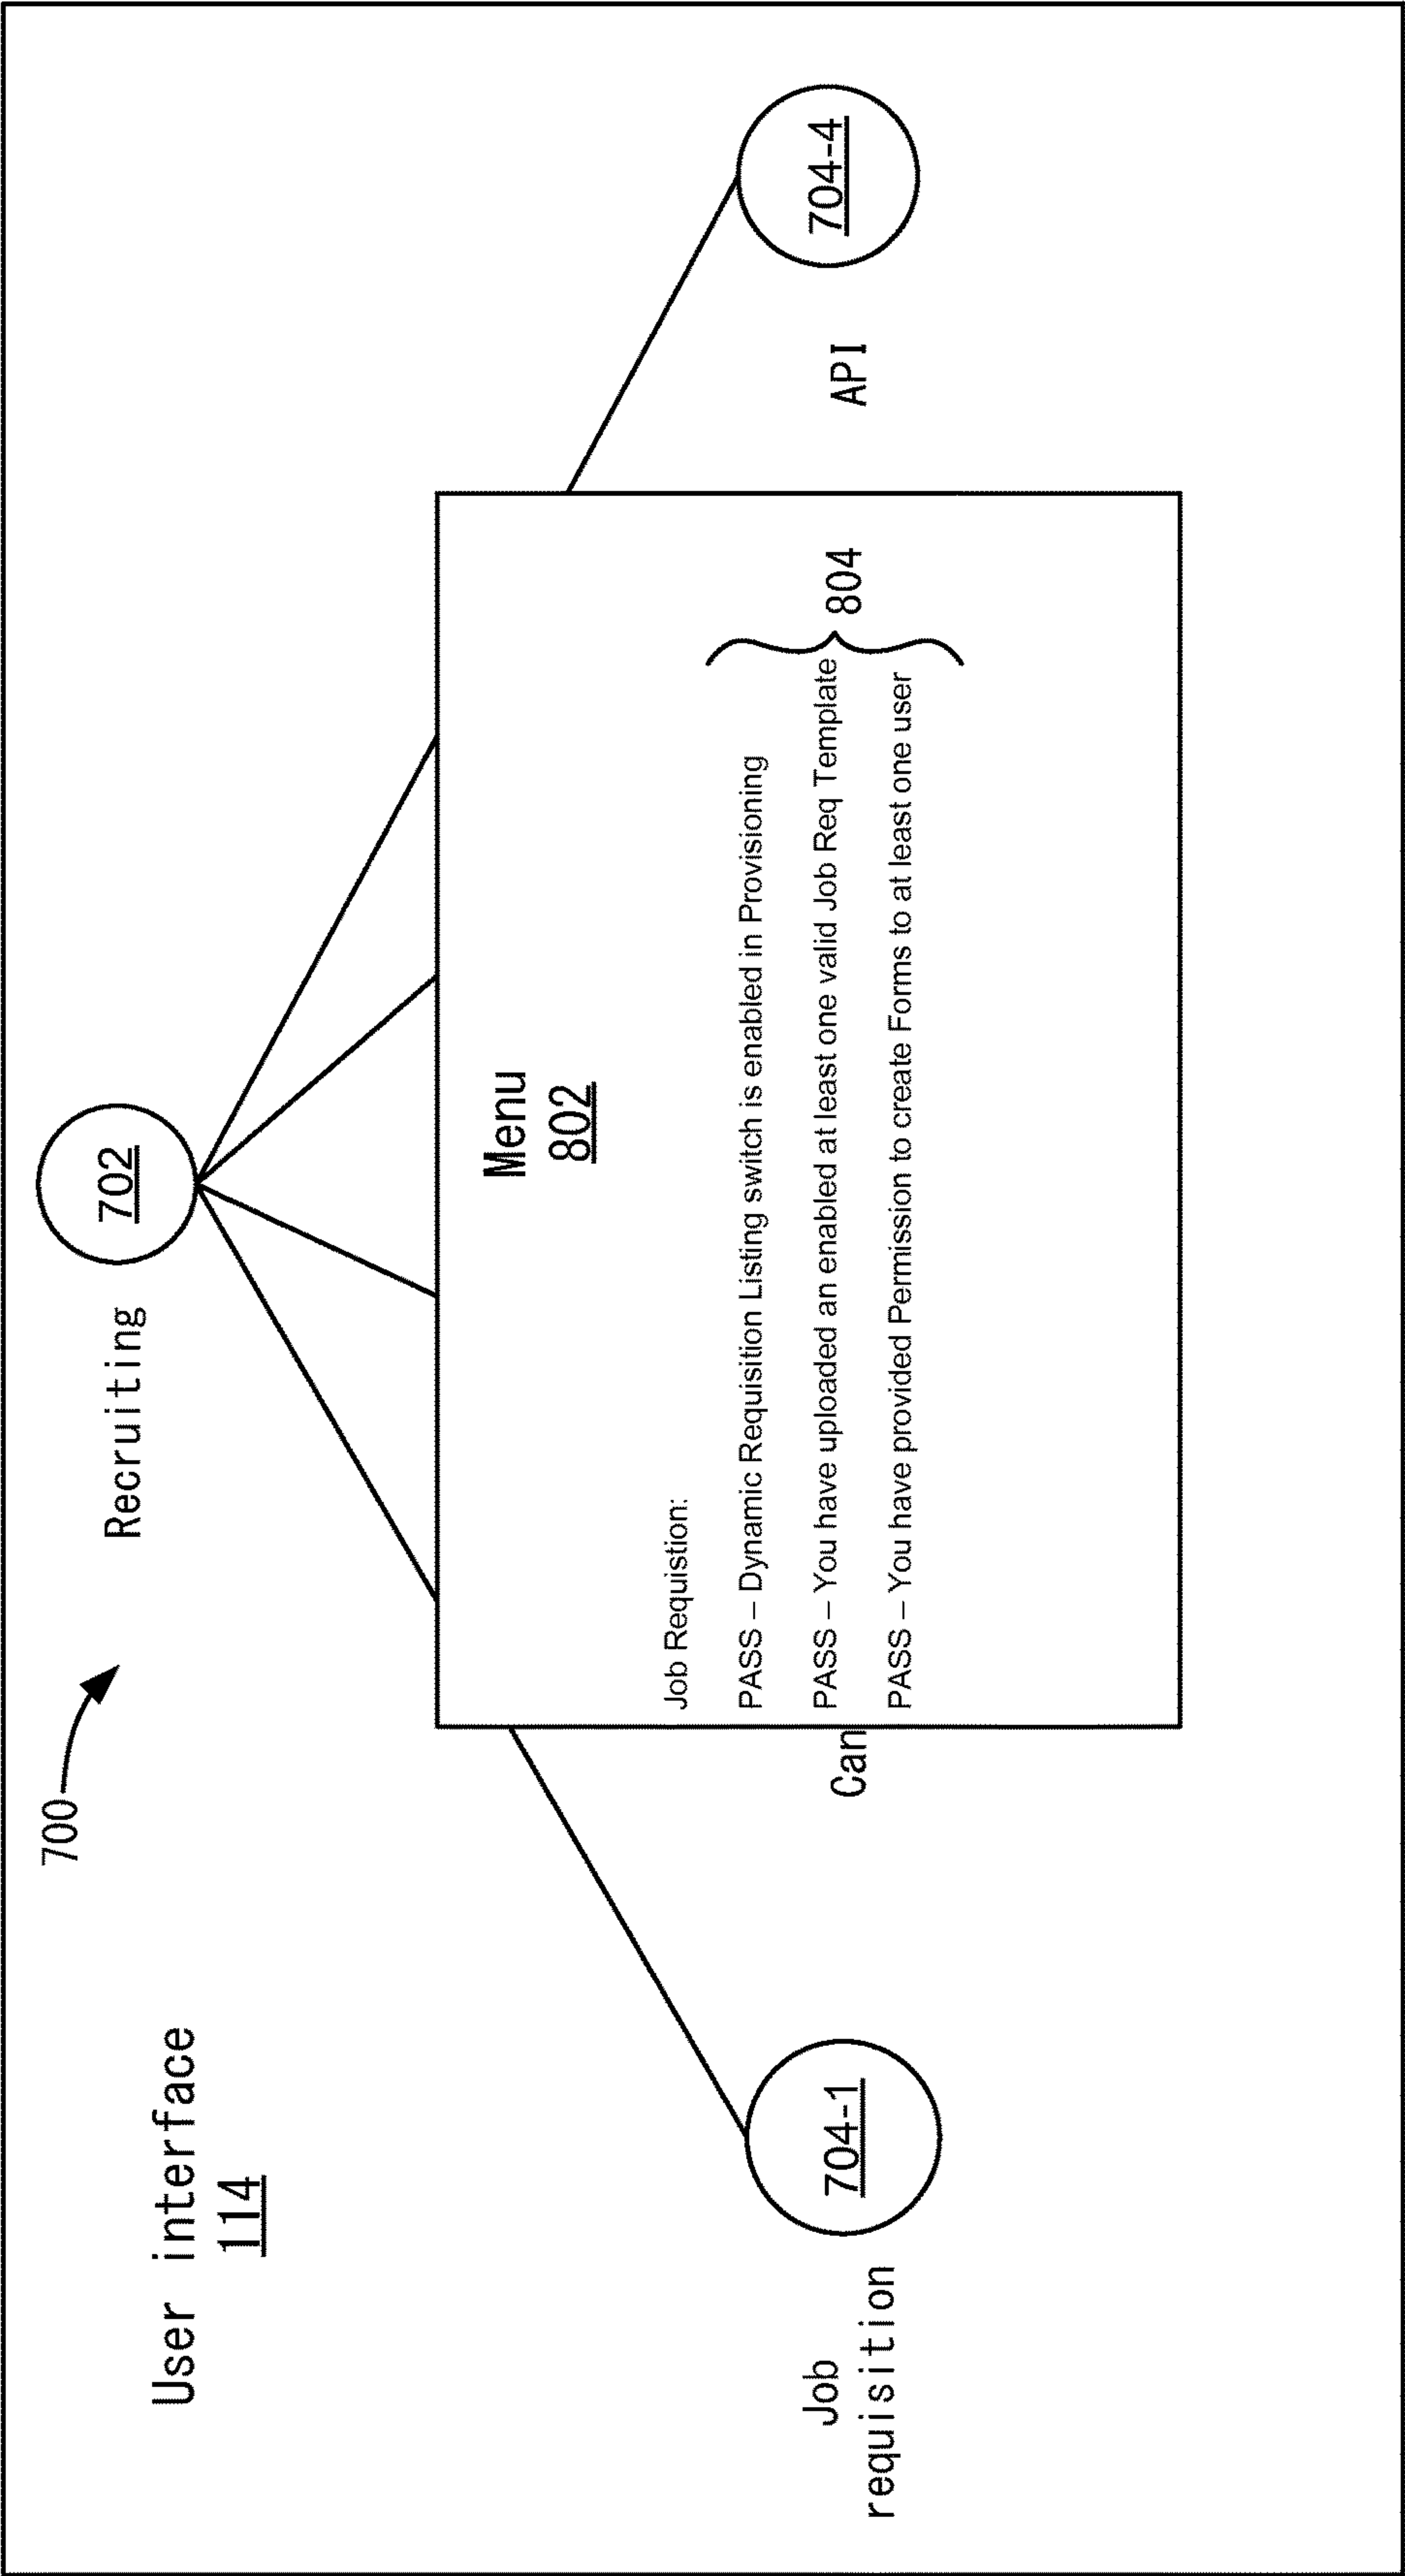 700
Recruiting
702
User interface
114
Menu
802
Job Requistion:
PASS – Dynamic Requisition Listing switch is enabled in Provisioning
PASS – You have uploaded an enabled at least one valid Job Req Template
PASS – You have provided Permission to create Forms to at least one user
804
Job
requisition
704-1
Can
API
704-4